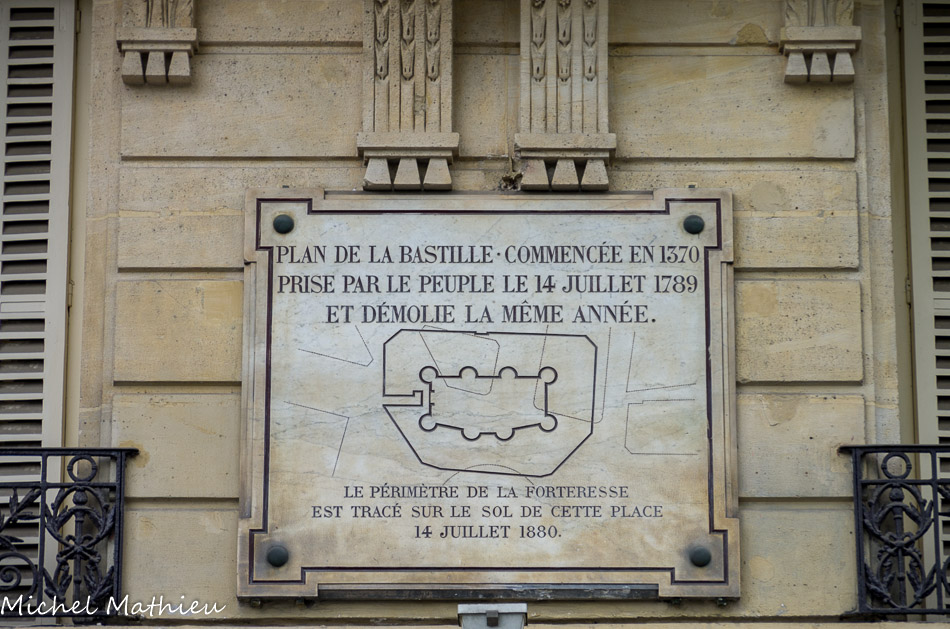 PLAN DE LA BASTILLE · COMMENCÉE EN 1370
PRISE PAR LE PEUPLE LE 14 JUILLET 1789
ET DÉMOLIE LA MÊME ANNÉE.
LE PÉRIMÈTRE DE LA FORTERESSE
EST TRACÉ SUR LE SOL DE CETTE PLACE
14 JUILLET 1880.
Michel Mathieu